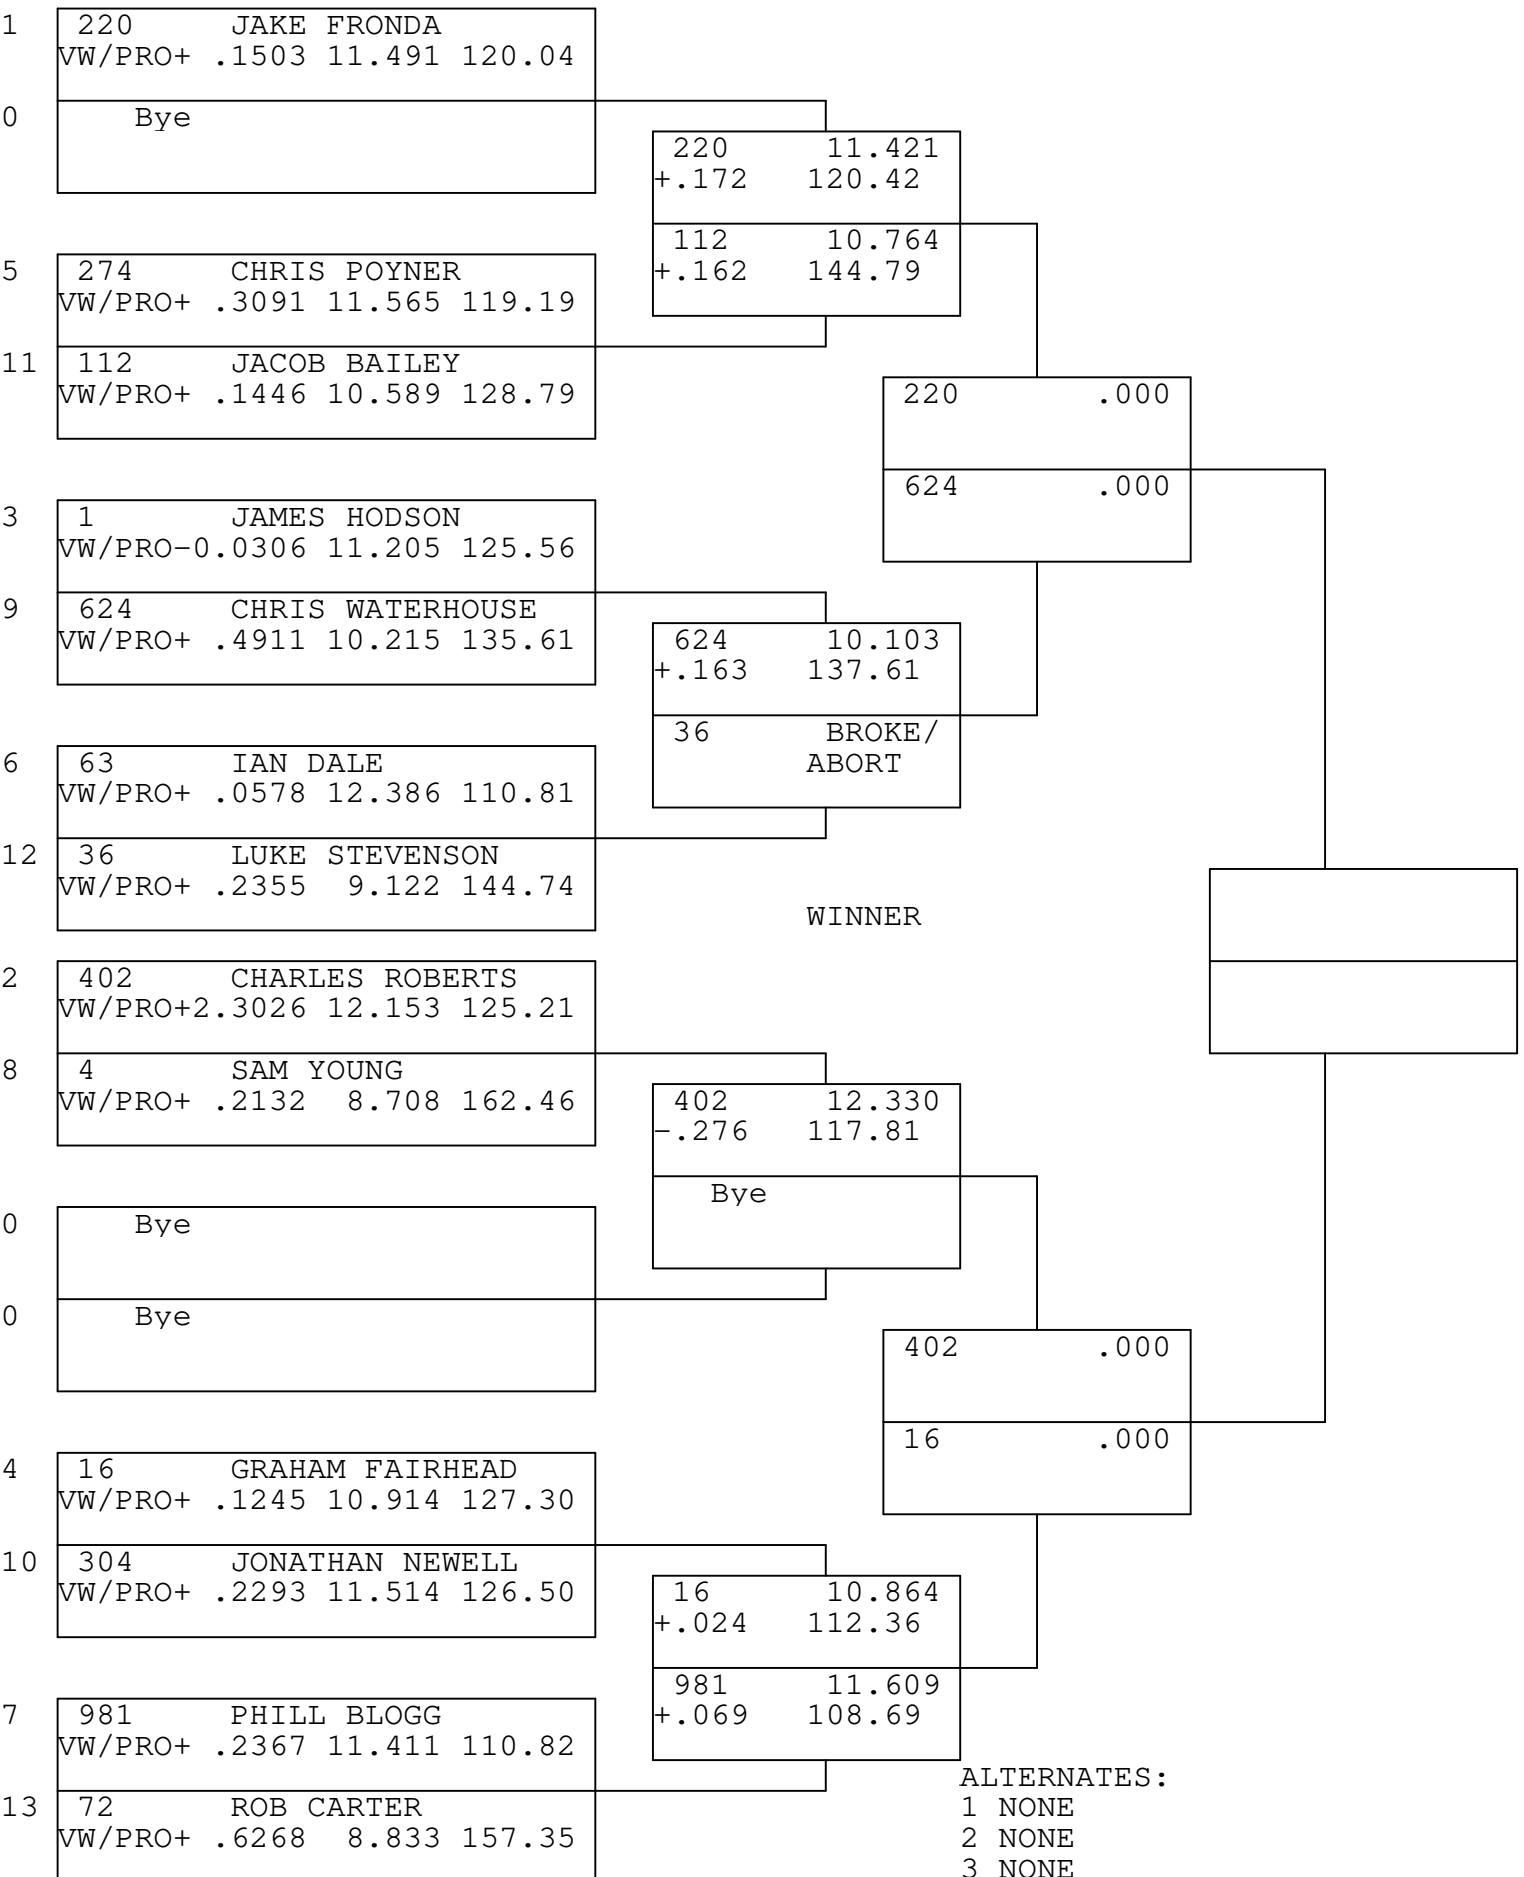 1 220 JAKE FRONDA
VW/PRO+ .1503 11.491 120.04
0 Bye
220 11.421
+.172 120.42
112 10.764
+.162 144.79
5 274 CHRIS POYNER
VW/PRO+ .3091 11.565 119.19
11 112 JACOB BAILEY
VW/PRO+ .1446 10.589 128.79
220 .000
624 .000
3 1 JAMES HODSON
VW/PRO-0.0306 11.205 125.56
9 624 CHRIS WATERHOUSE
VW/PRO+ .4911 10.215 135.61
624 10.103
+.163 137.61
36 BROKE/
ABORT
6 63 IAN DALE
VW/PRO+ .0578 12.386 110.81
12 36 LUKE STEVENSON
VW/PRO+ .2355 9.122 144.74
WINNER
2 402 CHARLES ROBERTS
VW/PRO+2.3026 12.153 125.21
8 4 SAM YOUNG
VW/PRO+ .2132 8.708 162.46
402 12.330
-.276 117.81
Bye
0 Bye
0 Bye
402 .000
16 .000
4 16 GRAHAM FAIRHEAD
VW/PRO+ .1245 10.914 127.30
10 304 JONATHAN NEWELL
VW/PRO+ .2293 11.514 126.50
16 10.864
+.024 112.36
981 11.609
+.069 108.69
7 981 PHILL BLOGG
VW/PRO+ .2367 11.411 110.82
13 72 ROB CARTER
VW/PRO+ .6268 8.833 157.35
ALTERNATES:
1 NONE
2 NONE
3 NONE